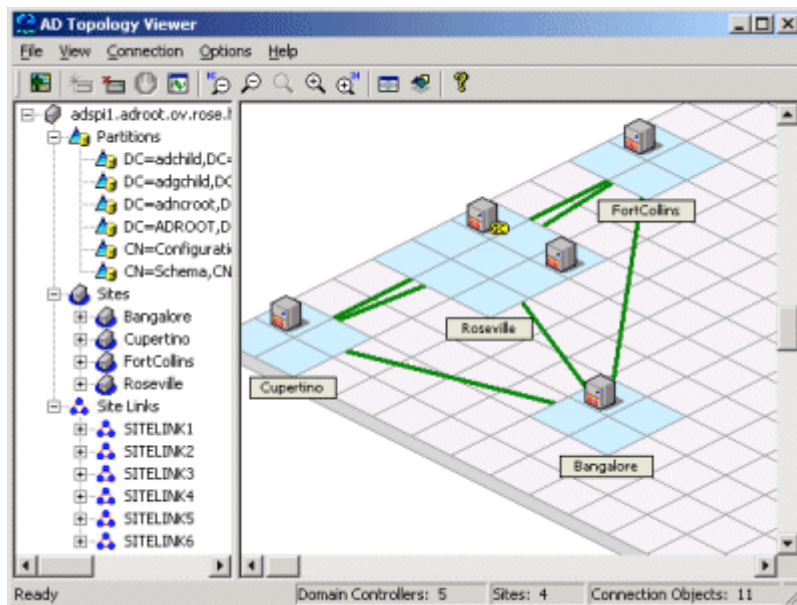 AD Topology Viewer
File View Connection Options Help
adspi1.adroot.ov.rose.
Partitions
DC=adchild,DC=
DC=adgchild,DC
DC=adncroot,D
DC=ADROOT,D
CN=Configurati
CN=Schema,CN
Sites
Bangalore
Cupertino
FortCollins
Roseville
Site Links
SITELINK1
SITELINK2
SITELINK3
SITELINK4
SITELINK5
SITELINK6
FortCollins
Roseville
Cupertino
Bangalore
Ready
Domain Controllers: 5
Sites: 4
Connection Objects: 11